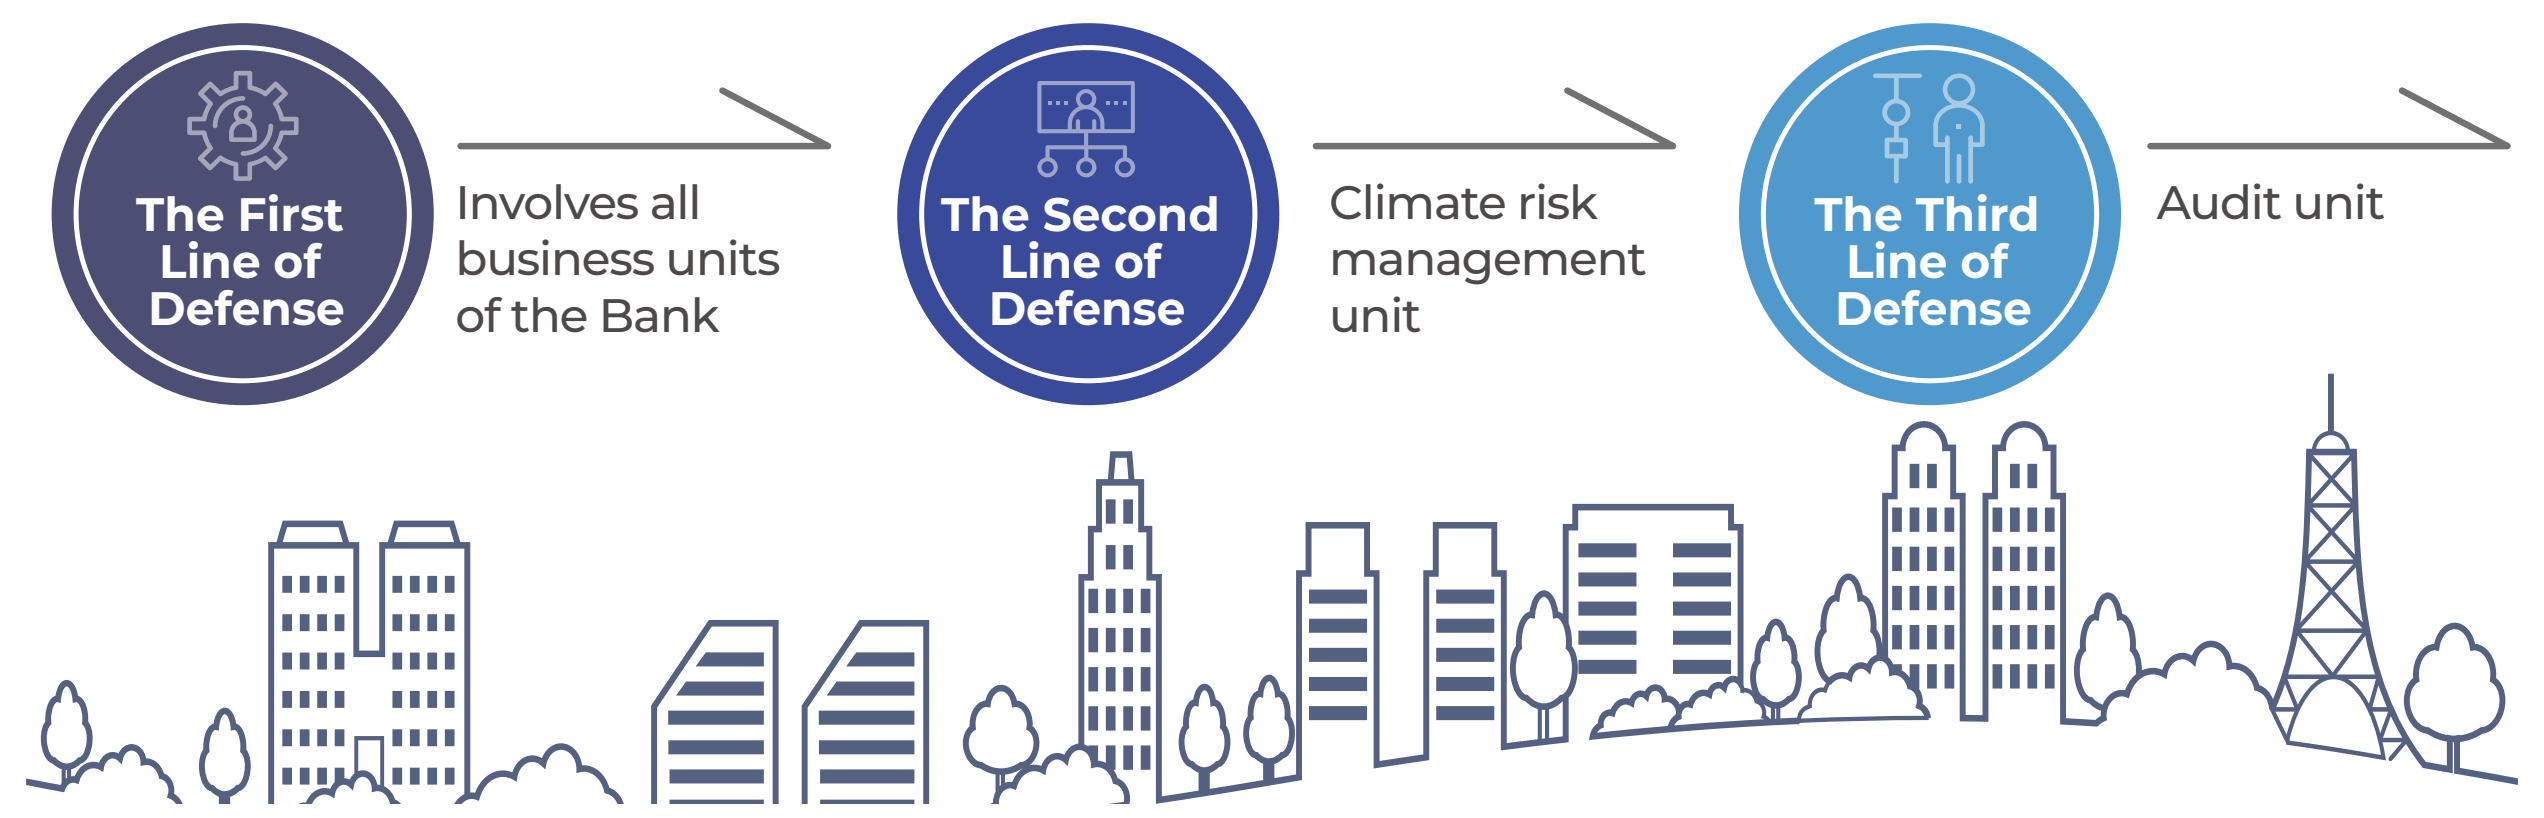 The First
Line of
Defense
Involves all
business units
of the Bank
The Second
Line of
Defense
Climate risk
management
unit
The Third
Line of
Defense
Audit unit